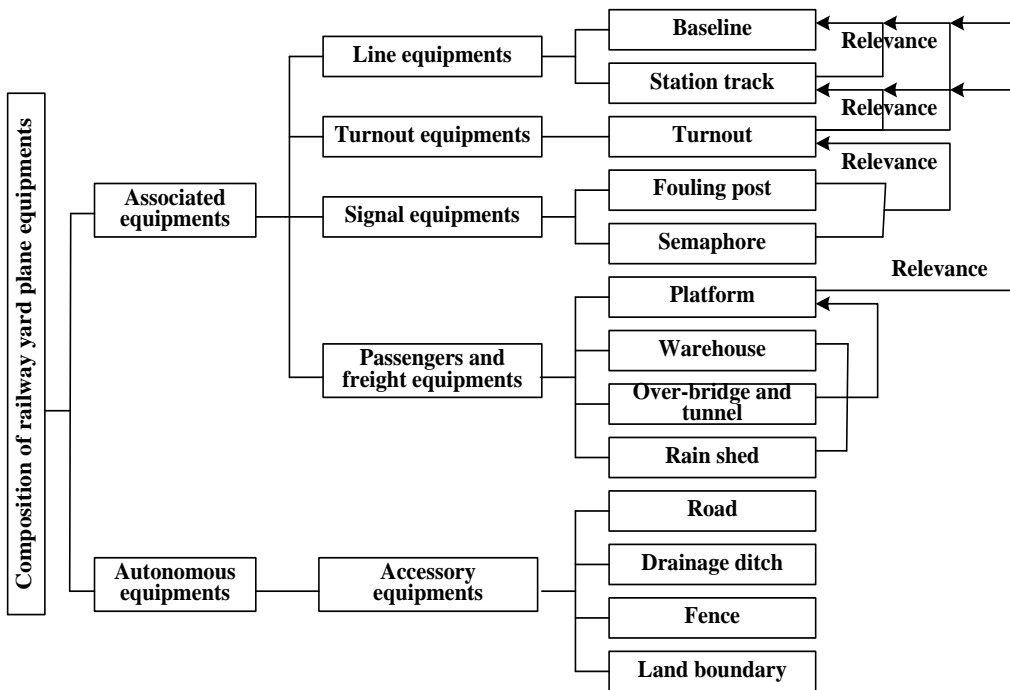 Composition of railway yard plane equipments
Associated
equipments
Autonomous
equipments
Line equipments
Turnout equipments
Signal equipments
Passengers and
freight equipments
Accessory
equipments
Baseline
Station track
Turnout
Fouling post
Semaphore
Platform
Warehouse
Over-bridge and
tunnel
Rain shed
Road
Drainage ditch
Fence
Land boundary
Relevance
Relevance
Relevance
Relevance